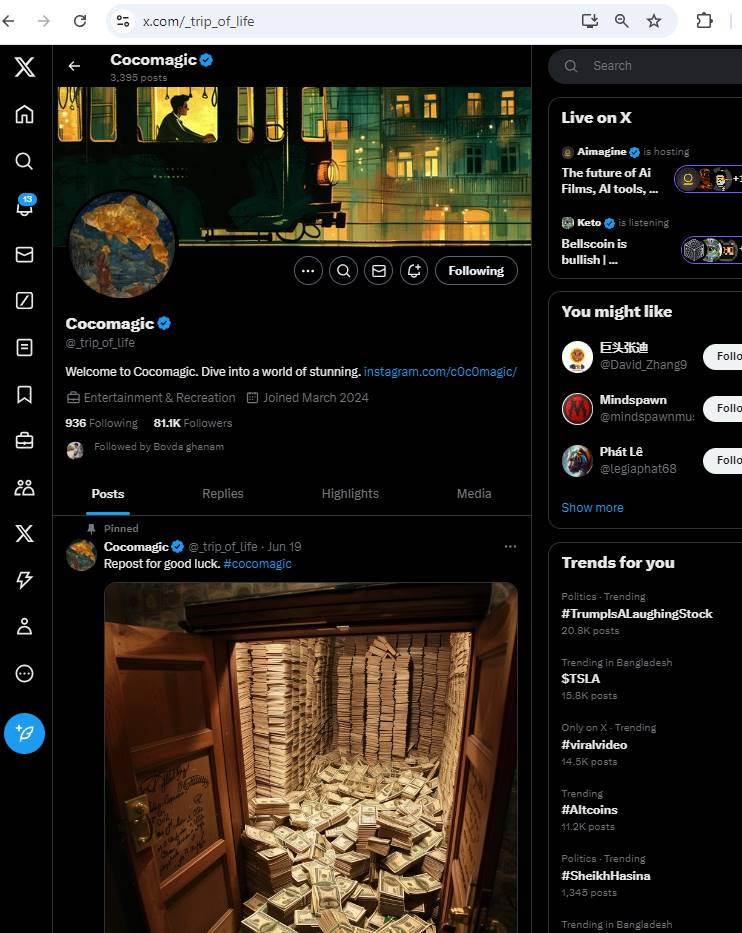 x.com/_trip_of_life
Cocomagic
3,395 posts
Search
Live on X
Aimagine is hosting
The future of Ai
Films, AI tools, ...
Keto is listening
Bellscoin is
bullish | ...
13
Following
Cocomagic
@_trip_of_life
Welcome to Cocomagic. Dive into a world of stunning. instagram.com/c0c0magic/
Entertainment & Recreation Joined March 2024
936 Following 81.1K Followers
Followed by Bovda ghanam
Posts Replies Highlights Media
Pinned
Cocomagic @_trip_of_life · Jun 19
Repost for good luck. #cocomagic
You might like
巨头张迪
@David_Zhang9
Follo
Mindspawn
@mindspawnmu
Follo
Phát Lê
@legiaphat68
Follo
Show more
Trends for you
Politics · Trending
#TrumpIsALaughingStock
20.8K posts
Trending in Bangladesh
$TSLA
15.8K posts
Only on X · Trending
#viralvideo
14.5K posts
Trending
#Altcoins
11.2K posts
Politics · Trending
#SheikhHasina
1,345 posts
Trending in Bangladesh